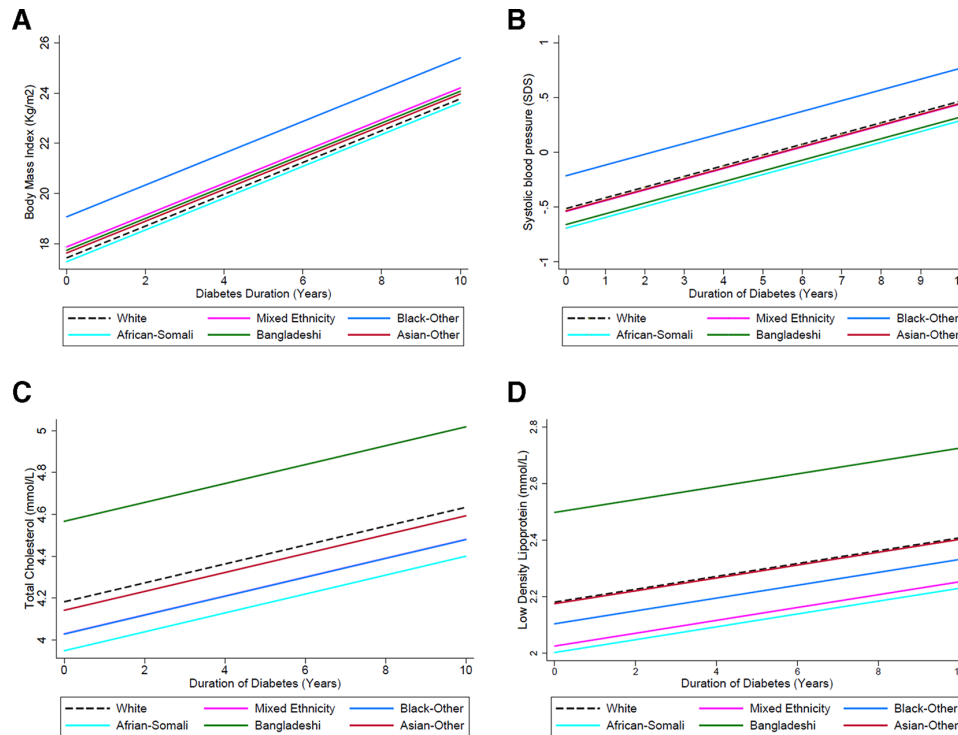 A
Body Mass Index (Kg/m2)
26
24
22
20
18
0 2 4 6 8 10
Diabetes Duration (Years)
White Mixed Ethnicity Black-Other
African-Somali Bangladeshi Asian-Other
B
Systolic blood pressure (SDS)
1
.5
0
-.5
-1
0 1 2 3 4 5 6 7 8 9 10
Duration of Diabetes (Years)
White Mixed Ethnicity Black-Other
African-Somali Bangladeshi Asian-Other
C
Total Cholesterol (mmol/L)
5
4.8
4.6
4.4
4.2
4
0 2 4 6 8 10
Duration of Diabetes (Years)
White Mixed Ethnicity Black-Other
Afrian-Somali Bangladeshi Asian-Other
D
Low Density Lipoprotein (mmol/L)
2.8
2.6
2.4
2.2
2
0 2 4 6 8 10
Duration of Diabetes (Years)
White Mixed Ethnicity Black-Other
African-Somali Bangladeshi Asian-Other